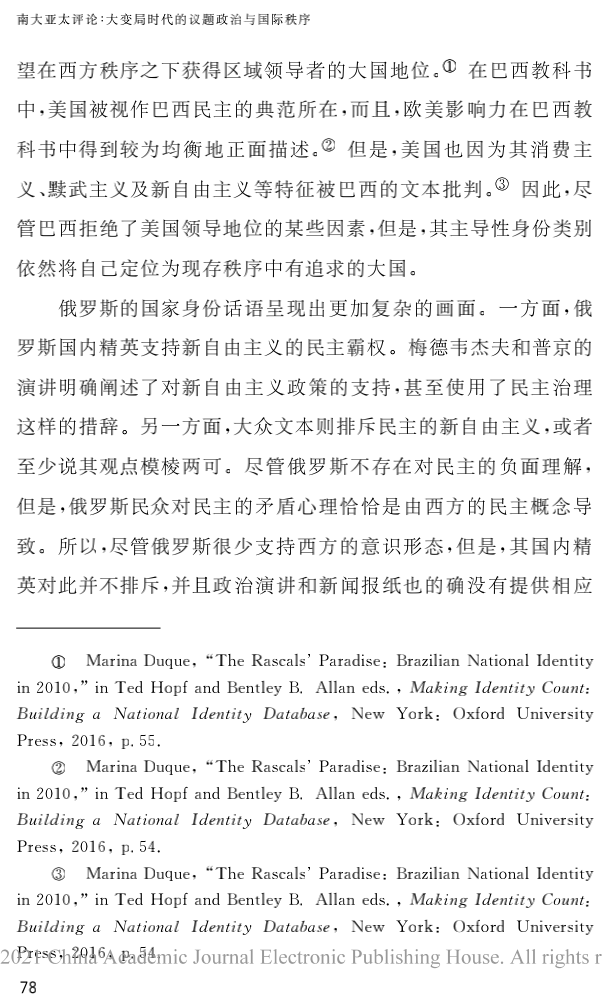 南大亚太评论:大变局时代的议题政治与国际秩序
望在西方秩序之下获得区域领导者的大国地位。① 在巴西教科书
中,美国被视作巴西民主的典范所在,而且,欧美影响力在巴西教
科书中得到较为均衡地正面描述。② 但是,美国也因为其消费主
义、黩武主义及新自由主义等特征被巴西的文本批判。③ 因此,尽
管巴西拒绝了美国领导地位的某些因素,但是,其主导性身份类别
依然将自己定位为现存秩序中有追求的大国。
俄罗斯的国家身份话语呈现出更加复杂的画面。一方面,俄
罗斯国内精英支持新自由主义的民主霸权。梅德韦杰夫和普京的
演讲明确阐述了对新自由主义政策的支持,甚至使用了民主治理
这样的措辞。另一方面,大众文本则排斥民主的新自由主义,或者
至少说其观点模棱两可。尽管俄罗斯不存在对民主的负面理解,
但是,俄罗斯民众对民主的矛盾心理恰恰是由西方的民主概念导
致。所以,尽管俄罗斯很少支持西方的意识形态,但是,其国内精
英对此并不排斥,并且政治演讲和新闻报纸也的确没有提供相应
① Marina Duque, “The Rascals’ Paradise: Brazilian National Identity
in 2010,” in Ted Hopf and Bentley B. Allan eds., Making Identity Count:
Building a National Identity Database, New York: Oxford University
Press, 2016, p. 55.
② Marina Duque, “The Rascals’ Paradise: Brazilian National Identity
in 2010,” in Ted Hopf and Bentley B. Allan eds., Making Identity Count:
Building a National Identity Database, New York: Oxford University
Press, 2016, p. 54.
③ Marina Duque, “The Rascals’ Paradise: Brazilian National Identity
in 2010,” in Ted Hopf and Bentley B. Allan eds., Making Identity Count:
Building a National Identity Database, New York: Oxford University
Press, 2016, p. 54.
2021 China Academic Journal Electronic Publishing House. All rights r
78